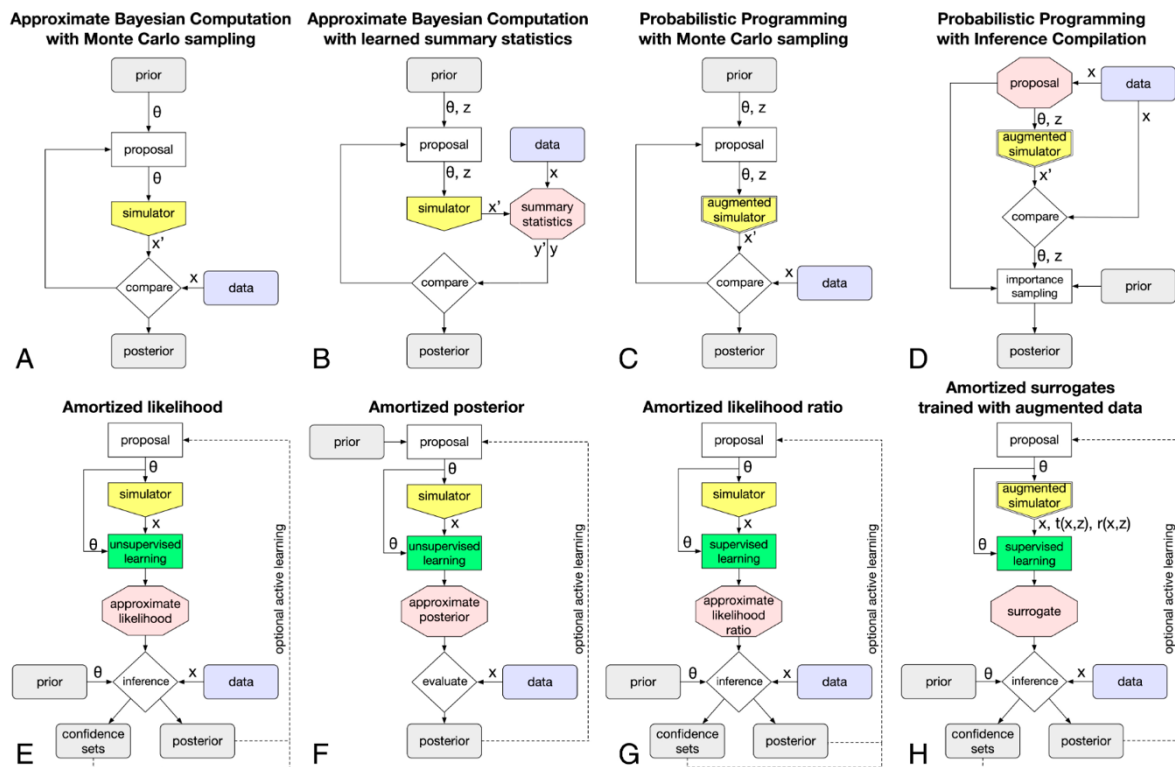 Approximate Bayesian Computation
with Monte Carlo sampling
prior
θ
proposal
θ
simulator
x'
compare
x
data
posterior
A
Approximate Bayesian Computation
with learned summary statistics
prior
θ, z
proposal
data
θ, z
x
simulator
x'
summary
statistics
y' y
compare
posterior
B
Probabilistic Programming
with Monte Carlo sampling
prior
θ, z
proposal
θ, z
augmented
simulator
x'
compare
x
data
posterior
C
Probabilistic Programming
with Inference Compilation
proposal
x
data
θ, z
x
augmented
simulator
x'
compare
θ, z
importance
sampling
prior
posterior
D
Amortized likelihood
proposal
θ
simulator
x
θ
unsupervised
learning
approximate
likelihood
optional active learning
prior
θ
inference
x
data
confidence
sets
posterior
E
Amortized posterior
prior
proposal
θ
simulator
x
θ
unsupervised
learning
approximate
posterior
optional active learning
evaluate
x
data
posterior
F
Amortized likelihood ratio
proposal
θ
simulator
x
θ
supervised
learning
approximate
likelihood
ratio
optional active learning
prior
θ
inference
x
data
confidence
sets
posterior
G
Amortized surrogates
trained with augmented data
proposal
θ
augmented
simulator
x, t(x,z), r(x,z)
θ
supervised
learning
surrogate
optional active learning
prior
θ
inference
x
data
confidence
sets
posterior
H